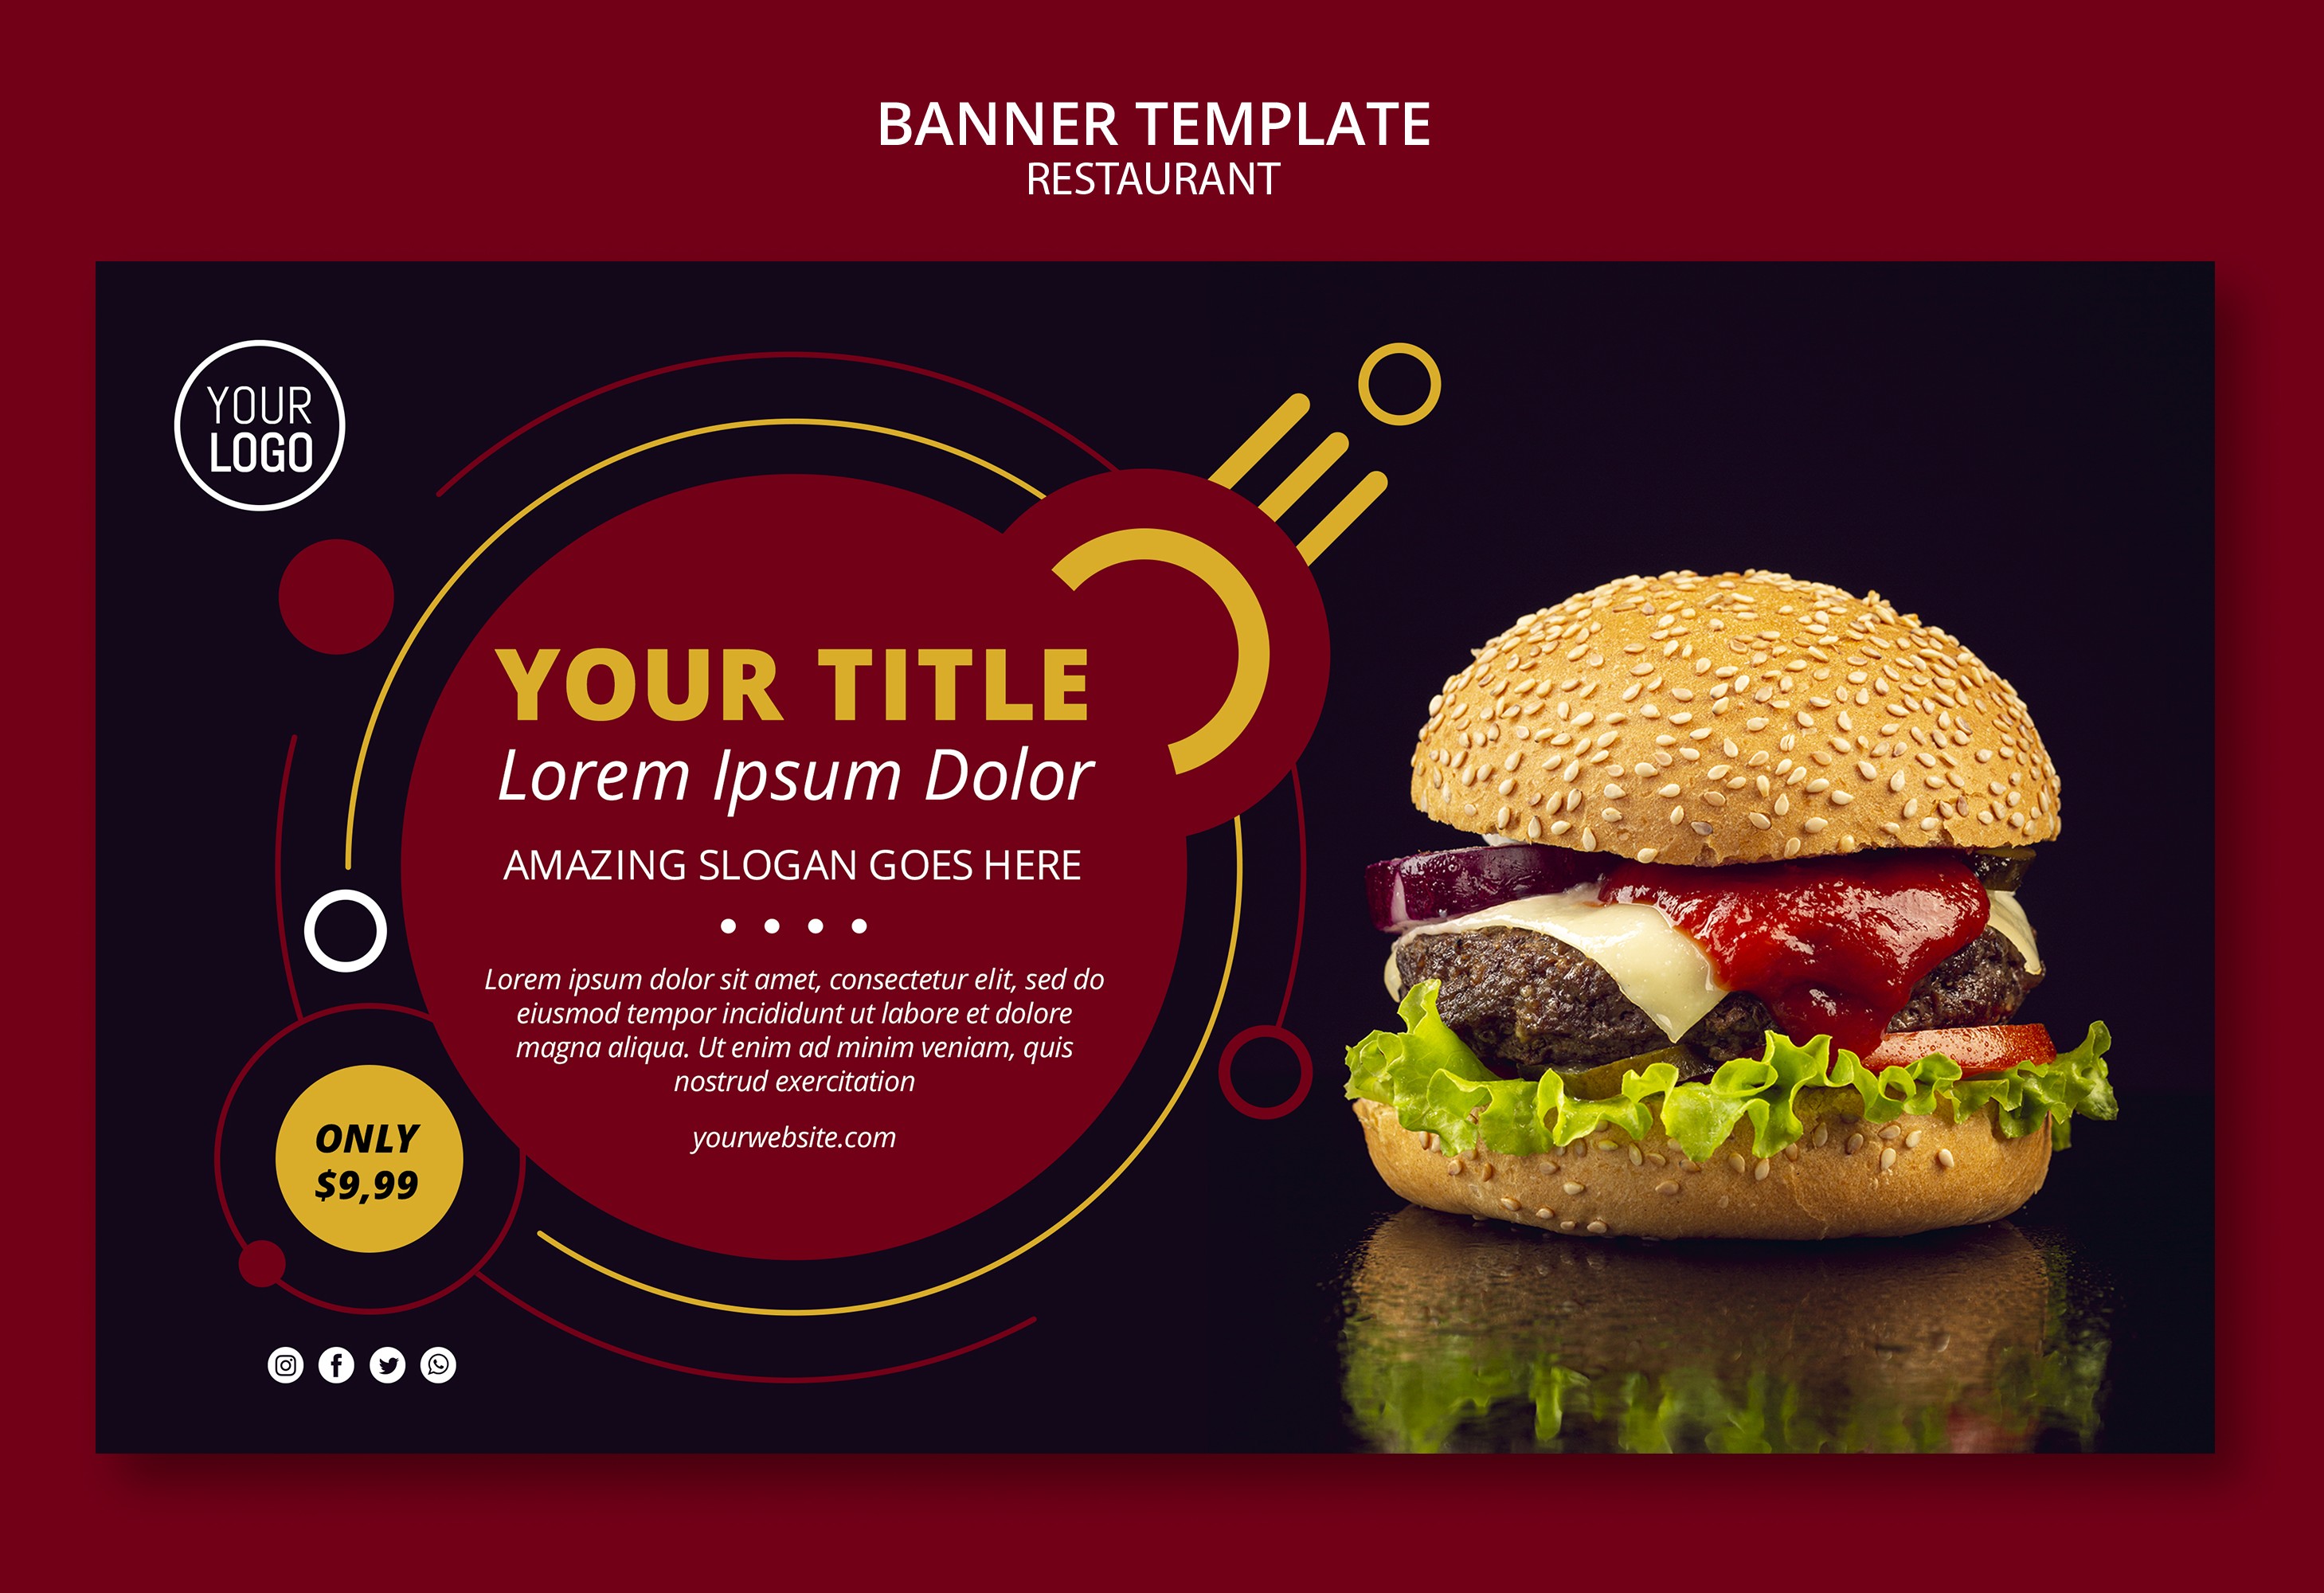 BANNER TEMPLATE
RESTAURANT
YOUR
LOGO
YOUR TITLE
Lorem Ipsum Dolor
AMAZING SLOGAN GOES HERE
Lorem ipsum dolor sit amet, consectetur elit, sed do
eiusmod tempor incididunt ut labore et dolore
magna aliqua. Ut enim ad minim veniam, quis
nostrud exercitation
yourwebsite.com
ONLY
$9,99